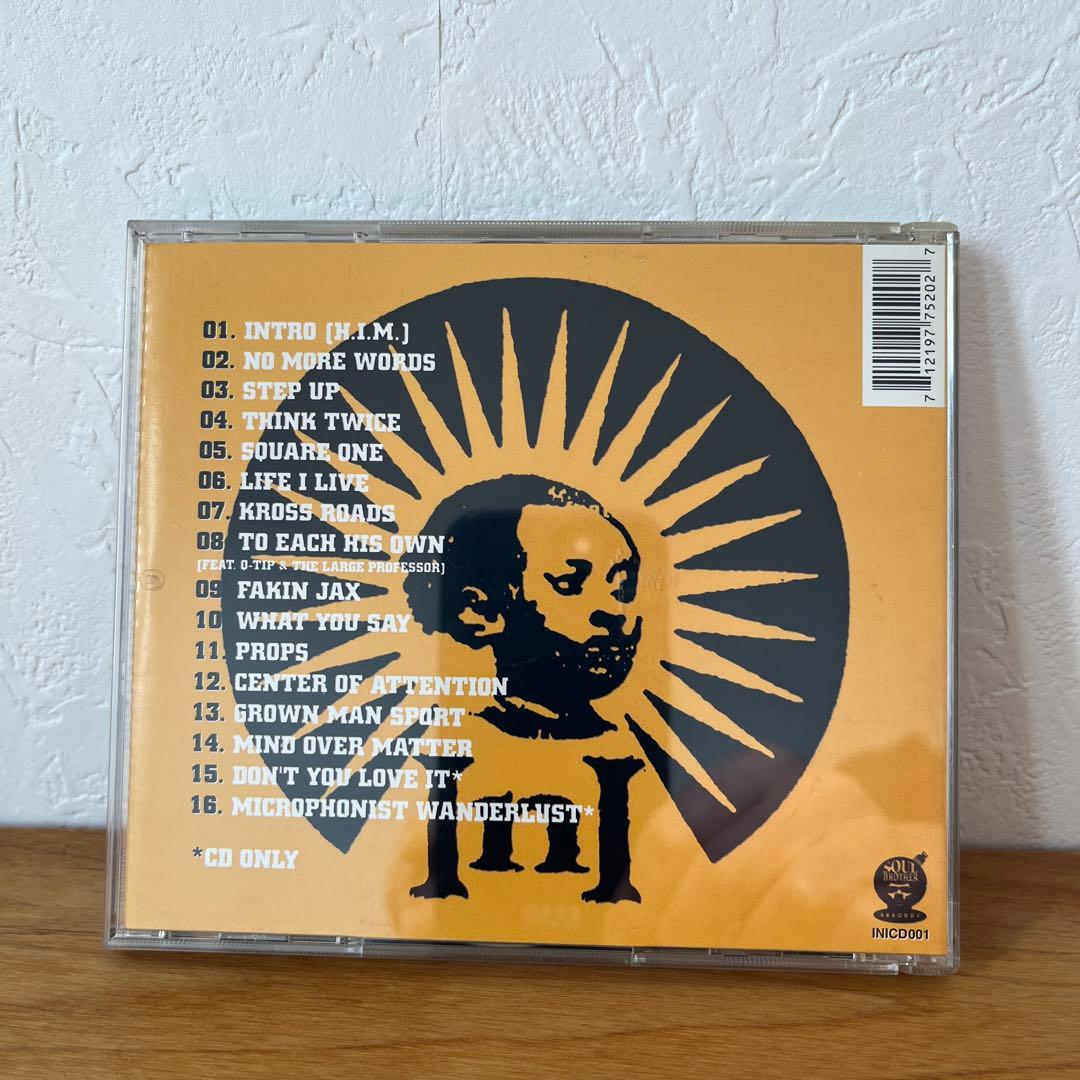 01. INTRO (H.I.M.)
02. NO MORE WORDS
03. STEP UP
04. THINK TWICE
05. SQUARE ONE
06. LIFE I LIVE
07. KROSS ROADS
08 TO EACH HIS OWN
(FEAT. Q-TIP & THE LARGE PROFESSOR)
09 FAKIN JAX
10 WHAT YOU SAY
11. PROPS
12. CENTER OF ATTENTION
13. GROWN MAN SPORT
14. MIND OVER MATTER
15. DON'T YOU LOVE IT*
16. MICROPHONIST WANDERLUST*
*CD ONLY
InI
7 12197 75202 7
SOUL
BROTHER
RECORDS
INICD001